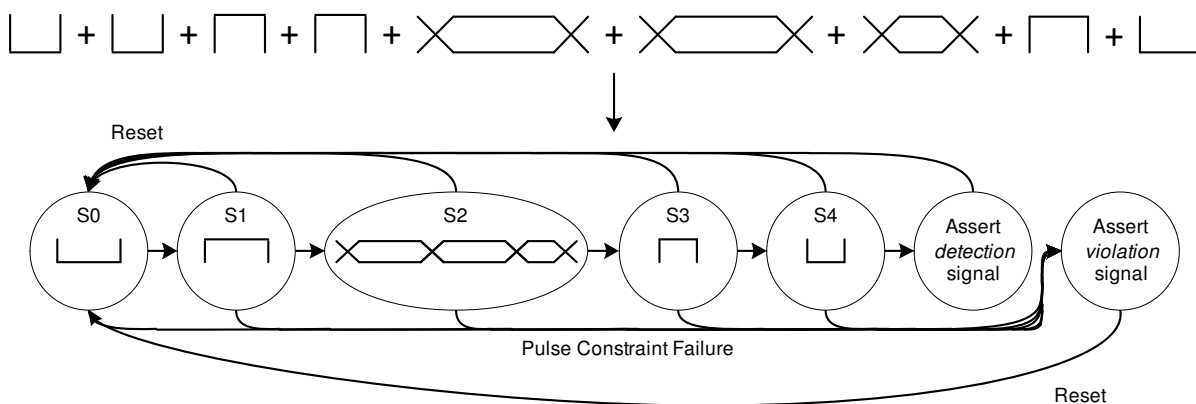 + + + + + + + +
Reset
S0 S1 S2 S3 S4
Assert
detection
signal
Assert
violation
signal
Pulse Constraint Failure
Reset